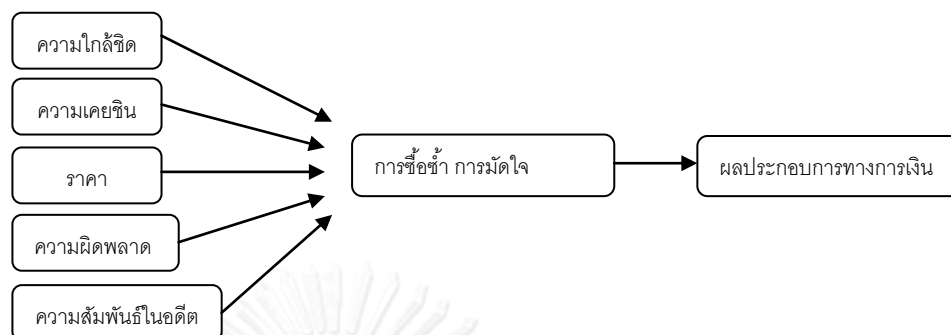 ความใกล้ชิด
ความเคยชิน
ราคา
ความผิดพลาด
ความสัมพันธ์ในอดีต
การซื้อซ้ำ การมัดใจ
ผลประกอบการทางการเงิน